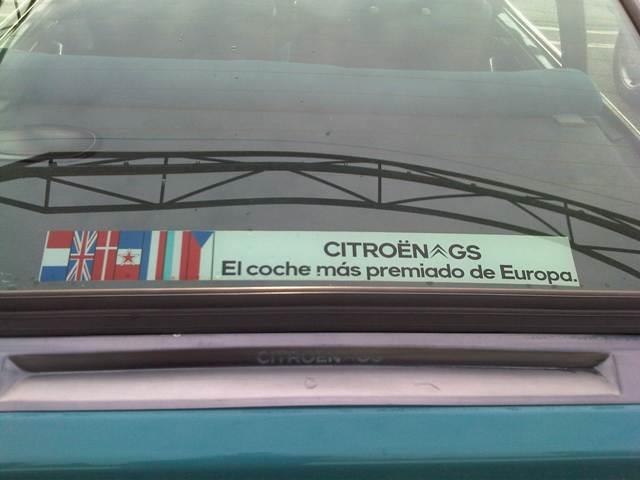 CITROËN GS
El coche más premiado de Europa.
CITROËN GS